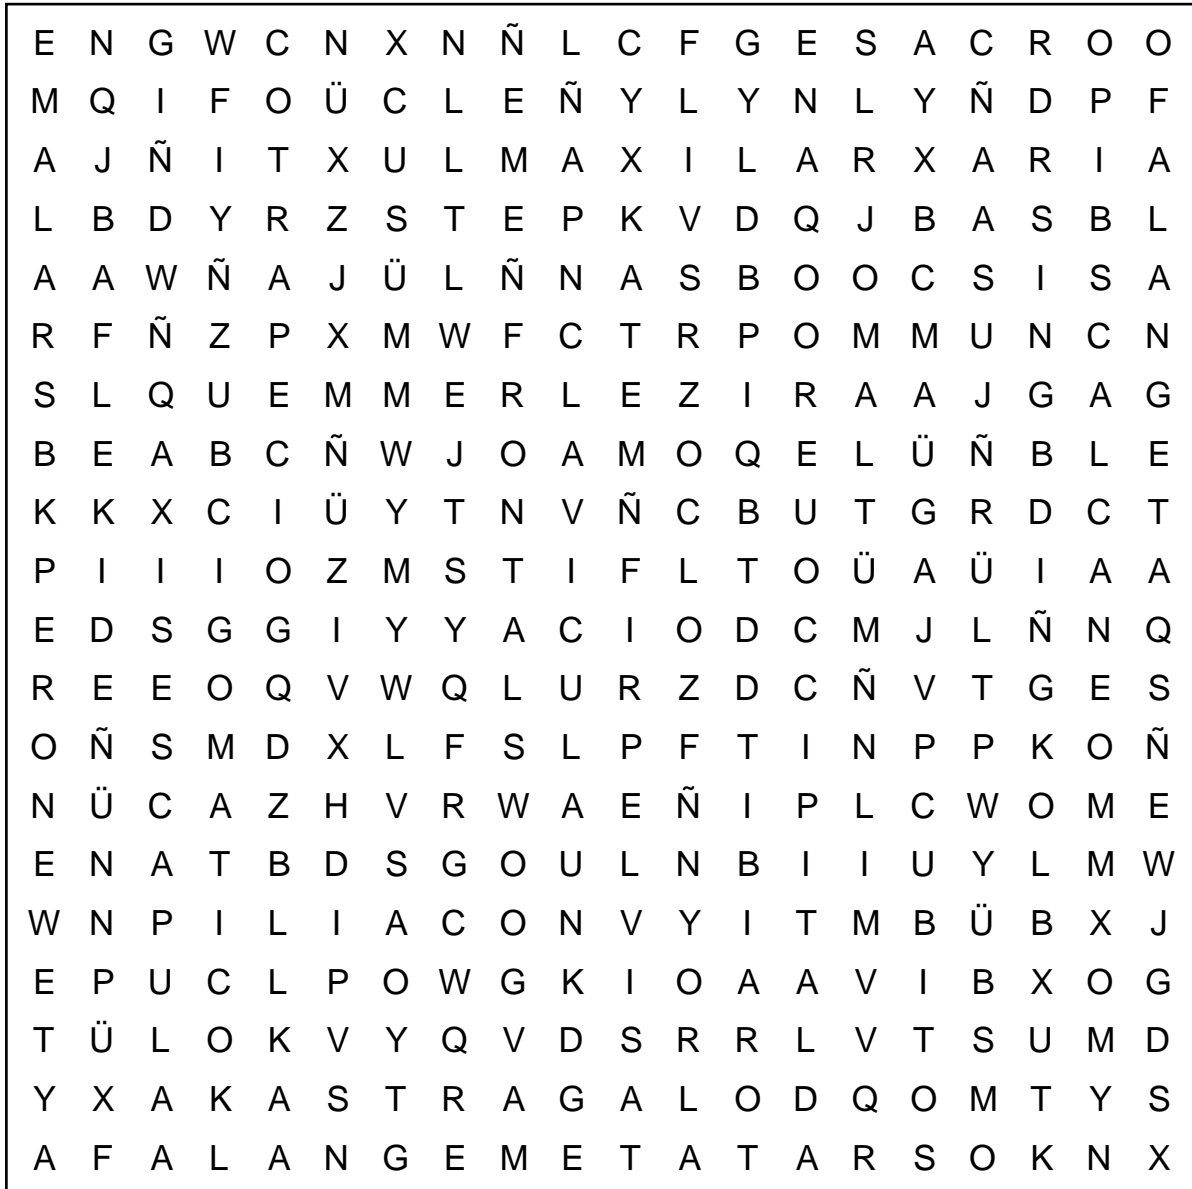 E N G W C N X N Ñ L C F G E S A C R O O
M Q I F O Ü C L E Ñ Y L Y N L Y Ñ D P F
A J Ñ I T X U L M A X I L A R X A R I A
L B D Y R Z S T E P K V D Q J B A S B L
A A W Ñ A J Ü L Ñ N A S B O O C S I S A
R F Ñ Z P X M W F C T R P O M M U N C N
S L Q U E M M E R L E Z I R A A J G A G
B E A B C Ñ W J O A M O Q E L Ü Ñ B L E
K K X C I Ü Y T N V Ñ C B U T G R D C T
P I I I O Z M S T I F L T O Ü A Ü I A A
E D S G G I Y Y A C I O D C M J L Ñ N Q
R E E O Q V W Q L U R Z D C Ñ V T G E S
O Ñ S M D X L F S L P F T I N P P K O Ñ
N Ü C A Z H V R W A E Ñ I P L C W O M E
E N A T B D S G O U L N B I I U Y L M W
W N P I L I A C O N V Y I T M B Ü B X J
E P U C L P O W G K I O A A V I B X O G
T Ü L O K V Y Q V D S R R L V T S U M D
Y X A K A S T R A G A L O D Q O M T Y S
A F A L A N G E M E T A T A R S O K N X